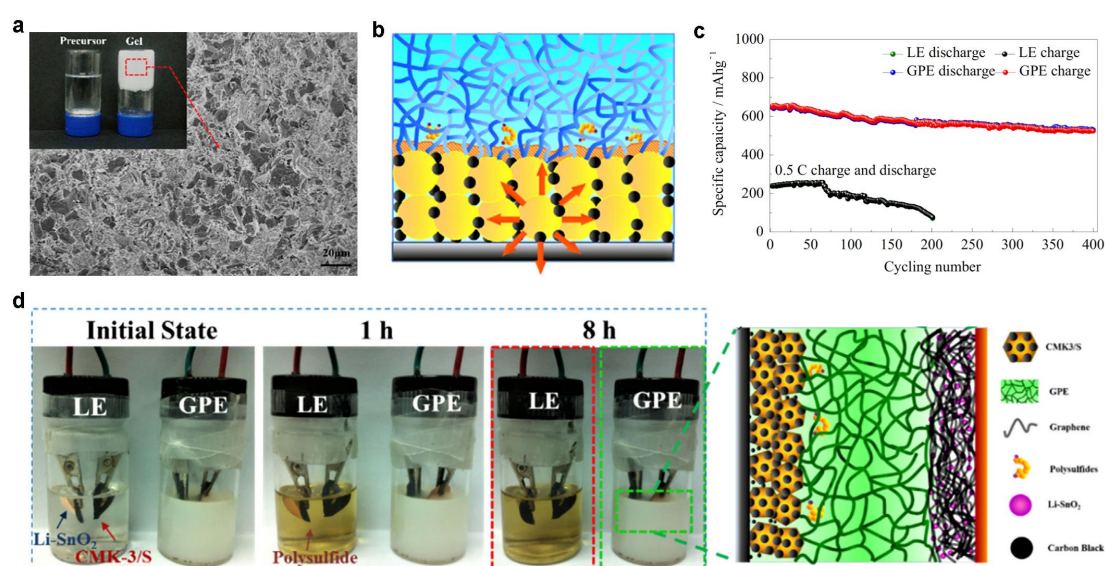 a
Precursor Gel
20μm
b
c
LE discharge LE charge
GPE discharge GPE charge
0.5 C charge and discharge
Specific capaicity / mAhg⁻¹
1000
800
600
400
200
0
0 50 100 150 200 250 300 350 400
Cycling number
d
Initial State 1 h 8 h
LE GPE LE GPE LE GPE
Li-SnO₂
CMK-3/S
Polysulfide
CMK3/S
GPE
Graphene
Polysulfides
Li-SnO₂
Carbon Black